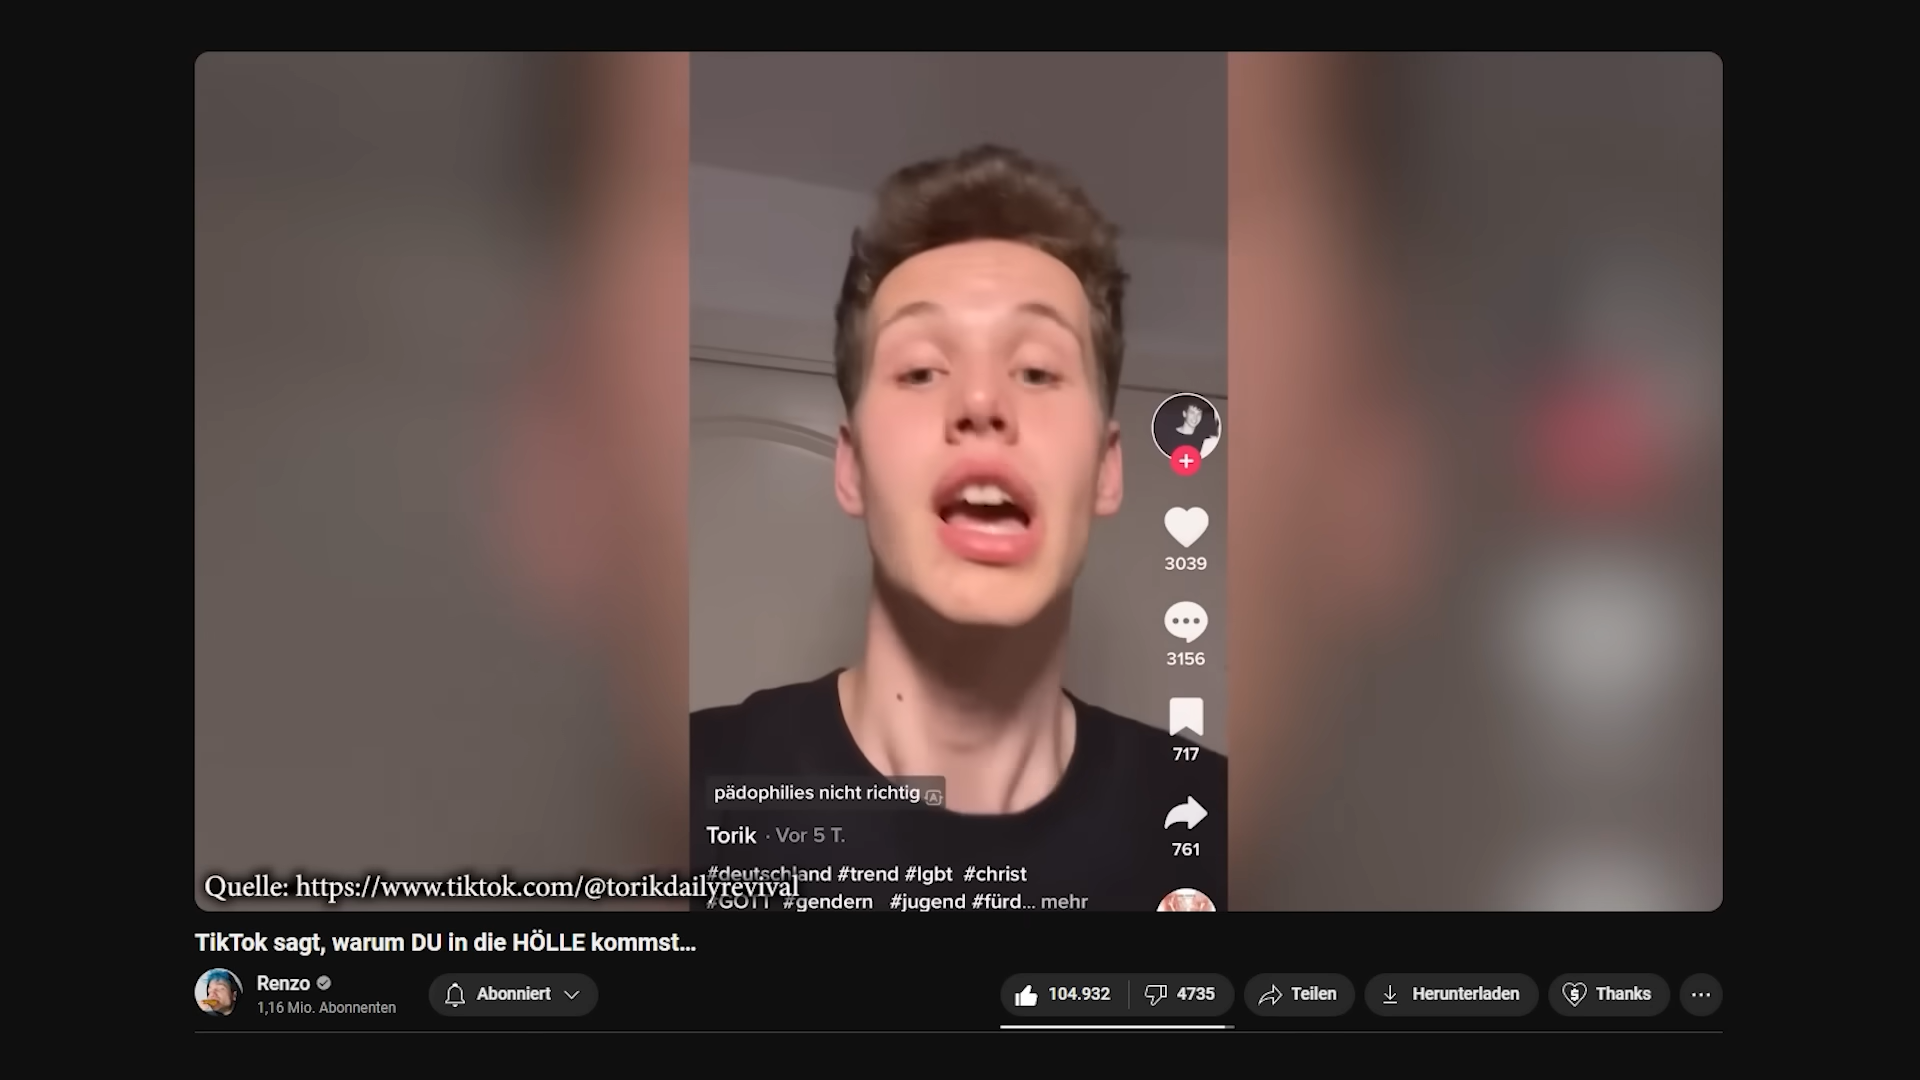 3039
3156
717
761
pädophilies nicht richtig
Torik · Vor 5 T.
#deutschland #trend #lgbt #christ
#GOTT #gendern #jugend #fürd... mehr
Quelle: https://www.tiktok.com/@torikdailyrevival
TikTok sagt, warum DU in die HÖLLE kommst...
Renzo
1,16 Mio. Abonnenten
Abonniert
104.932
4735
Teilen
Herunterladen
Thanks